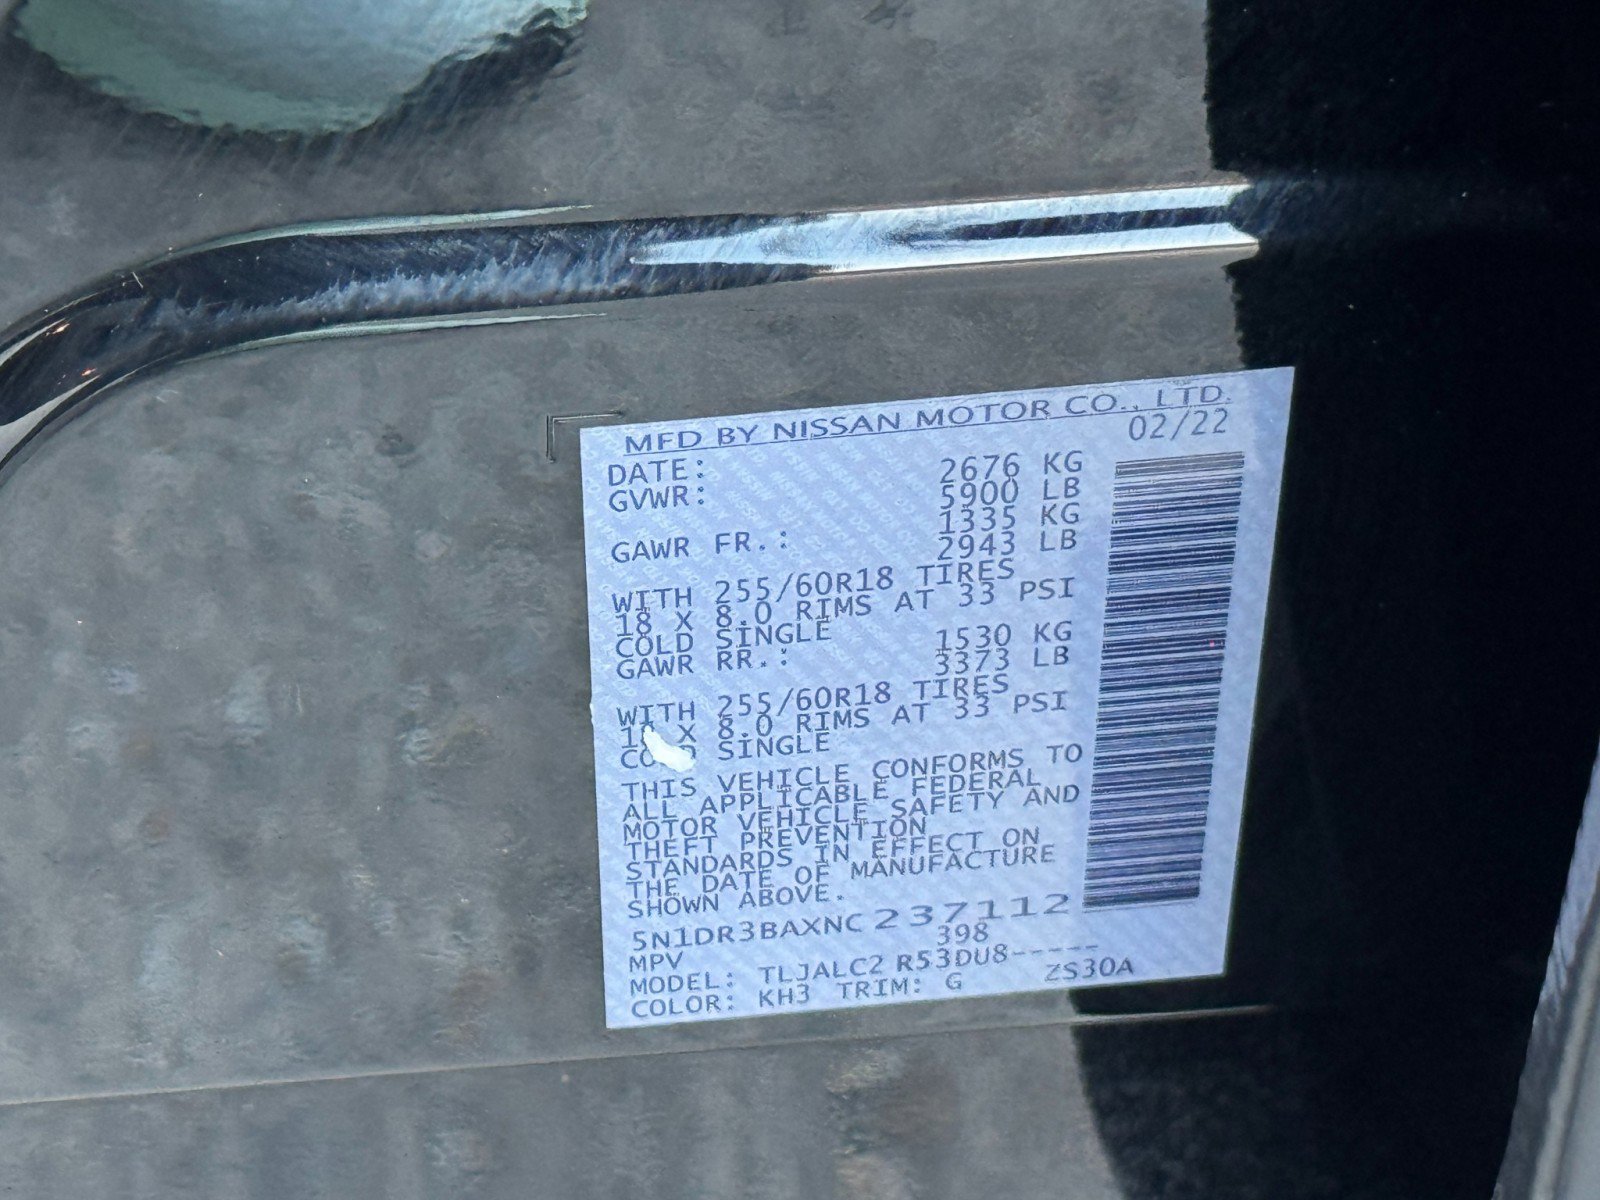 MFD BY NISSAN MOTOR CO., LTD.
DATE: 02/22
GVWR: 2676 KG
5900 LB
GAWR FR.: 1335 KG
2943 LB
WITH 255/60R18 TIRES
18 X 8.0 RIMS AT 33 PSI
COLD SINGLE
GAWR RR.: 1530 KG
3373 LB
WITH 255/60R18 TIRES
18 X 8.0 RIMS AT 33 PSI
COLD SINGLE
THIS VEHICLE CONFORMS TO
ALL APPLICABLE FEDERAL
MOTOR VEHICLE SAFETY AND
THEFT PREVENTION
STANDARDS IN EFFECT ON
THE DATE OF MANUFACTURE
SHOWN ABOVE.
5N1DR3BAXNC237112
MPV 398
MODEL: TLJALC2 R53DU8-----
COLOR: KH3 TRIM: G ZS30A